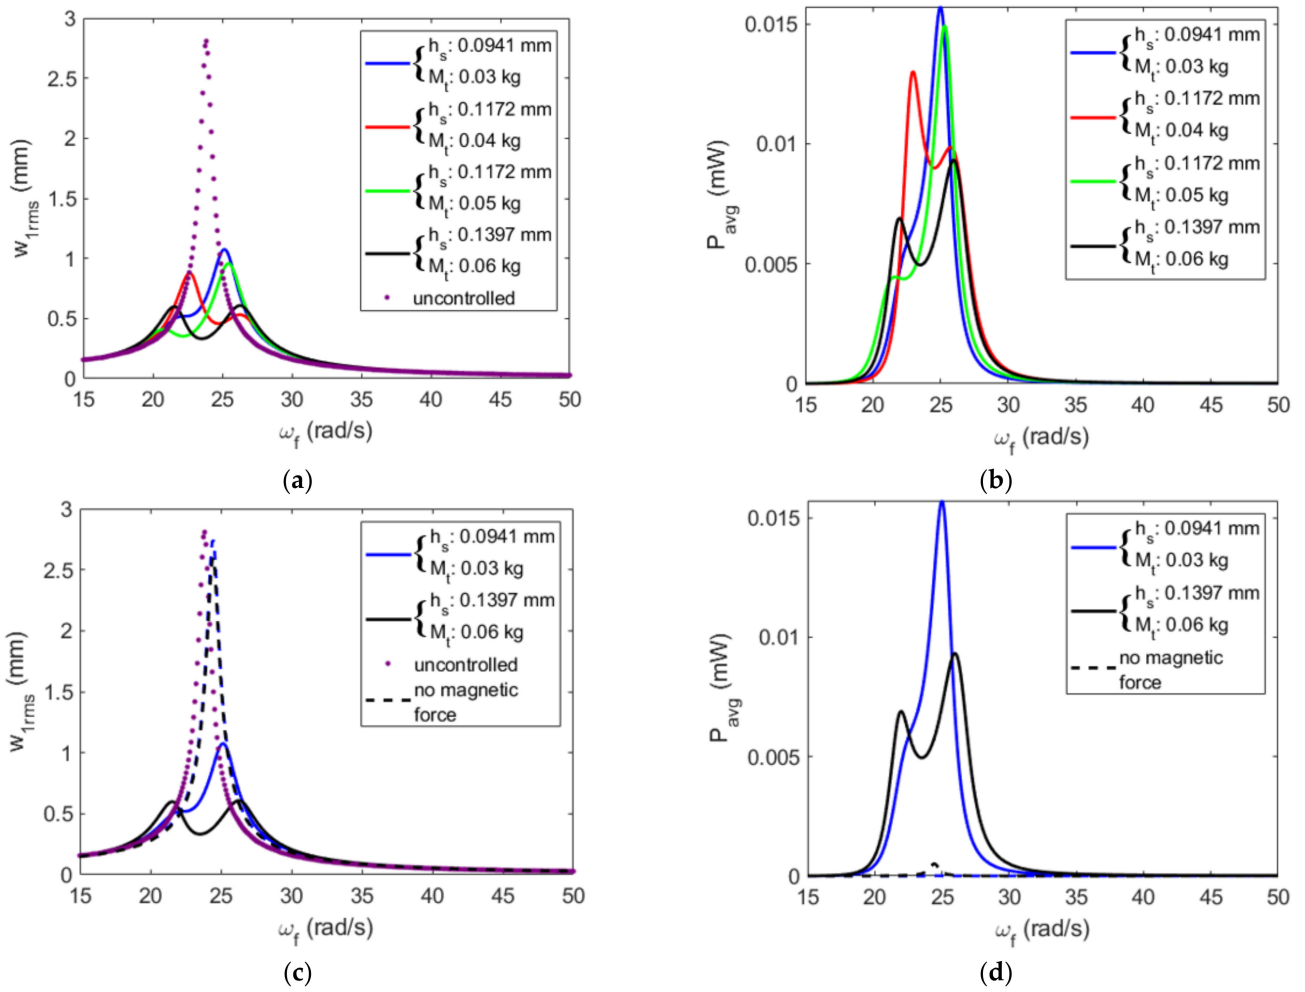 3
2.5
2
1.5
1
0.5
0
15 20 25 30 35 40 45 50
w1rms (mm)
ωf (rad/s)
hs: 0.0941 mm
Mt: 0.03 kg
hs: 0.1172 mm
Mt: 0.04 kg
hs: 0.1172 mm
Mt: 0.05 kg
hs: 0.1397 mm
Mt: 0.06 kg
uncontrolled
(a)
0.015
0.01
0.005
0
15 20 25 30 35 40 45 50
Pavg (mW)
ωf (rad/s)
hs: 0.0941 mm
Mt: 0.03 kg
hs: 0.1172 mm
Mt: 0.04 kg
hs: 0.1172 mm
Mt: 0.05 kg
hs: 0.1397 mm
Mt: 0.06 kg
(b)
3
2.5
2
1.5
1
0.5
0
15 20 25 30 35 40 45 50
w1rms (mm)
ωf (rad/s)
hs: 0.0941 mm
Mt: 0.03 kg
hs: 0.1397 mm
Mt: 0.06 kg
uncontrolled
no magnetic
force
(c)
0.015
0.01
0.005
0
15 20 25 30 35 40 45 50
Pavg (mW)
ωf (rad/s)
hs: 0.0941 mm
Mt: 0.03 kg
hs: 0.1397 mm
Mt: 0.06 kg
no magnetic
force
(d)